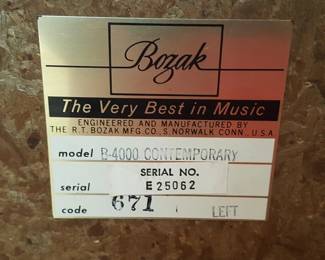 Bozak
The Very Best in Music
ENGINEERED AND MANUFACTURED BY
THE R.T. BOZAK MFG. CO., S. NORWALK CONN., U.S.A.
model B-4000 CONTEMPORARY
SERIAL NO.
serial E 25062
code 671 LEFT